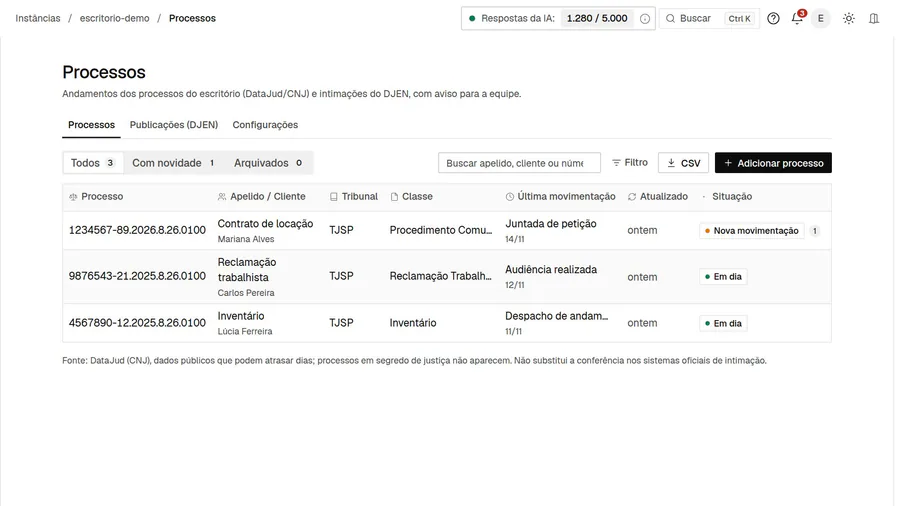 Instâncias / escritorio-demo / Processos
Respostas da IA: 1.280 / 5.000
Buscar Ctrl K
3
E
Processos
Andamentos dos processos do escritório (DataJud/CNJ) e intimações do DJEN, com aviso para a equipe.
Processos Publicações (DJEN) Configurações
Todos 3 Com novidade 1 Arquivados 0
Buscar apelido, cliente ou núme
Filtro
CSV
+ Adicionar processo
Processo Apelido / Cliente Tribunal Classe Última movimentação Atualizado - Situação
1234567-89.2026.8.26.0100 Contrato de locação TJSP Procedimento Comu... Juntada de petição ontem Nova movimentação 1
Mariana Alves 14/11
9876543-21.2025.8.26.0100 Reclamação trabalhista TJSP Reclamação Trabalh... Audiência realizada ontem Em dia
Carlos Pereira 12/11
4567890-12.2025.8.26.0100 Inventário TJSP Inventário Despacho de andam... ontem Em dia
Lúcia Ferreira 11/11
Fonte: DataJud (CNJ), dados públicos que podem atrasar dias; processos em segredo de justiça não aparecem. Não substitui a conferência nos sistemas oficiais de intimação.